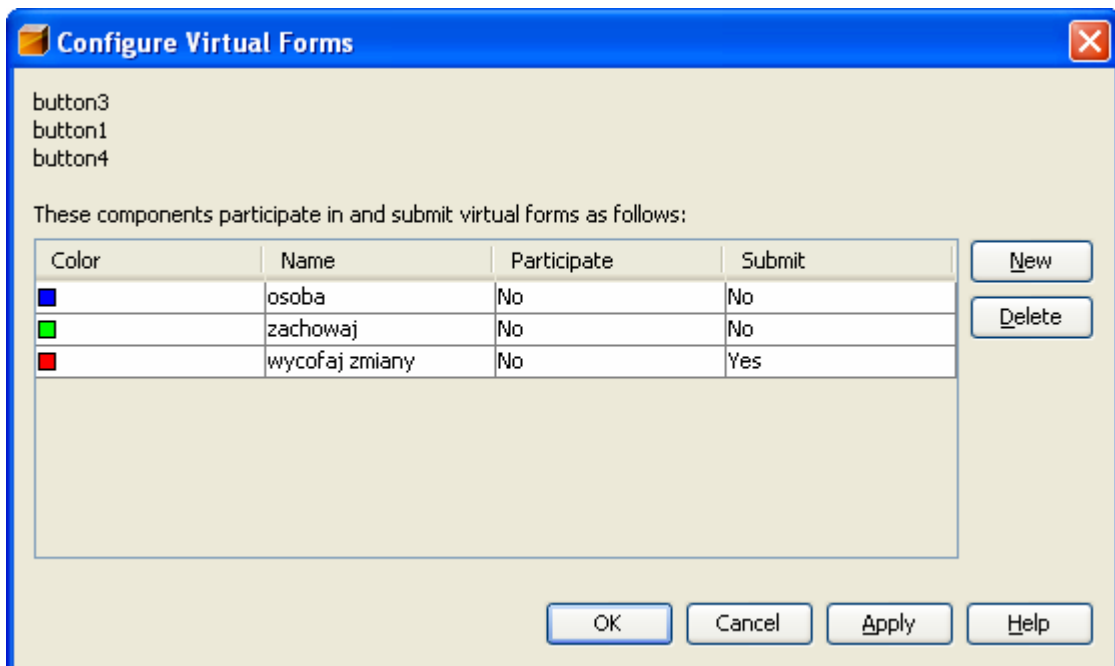 Configure Virtual Forms
button3
button1
button4
These components participate in and submit virtual forms as follows:
Color Name Participate Submit
osoba No No
zachowaj No No
wycofaj zmiany No Yes
New
Delete
OK Cancel Apply Help